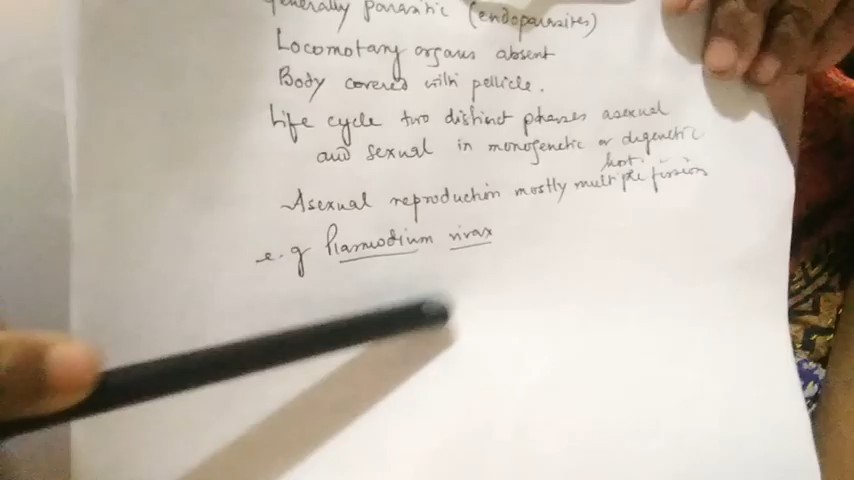 generally parasitic (endoparasites)
Locomotary organs absent
Body covered with pellicle.
Life cycle two distinct phases asexual
and sexual in monogenetic or digenetic
host.
Asexual reproduction mostly multiple fission
e.g Plasmodium vivax